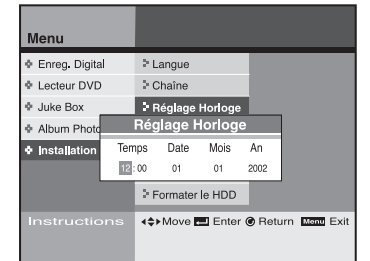 Menu
Enreg. Digital
Langue
Lecteur DVD
Chaîne
Juke Box
Réglage Horloge
Album Photo
Réglage Horloge
Installation
Temps Date Mois An
12 : 00 01 01 2002
Formater le HDD
Instructions
Move Enter Return Menu Exit